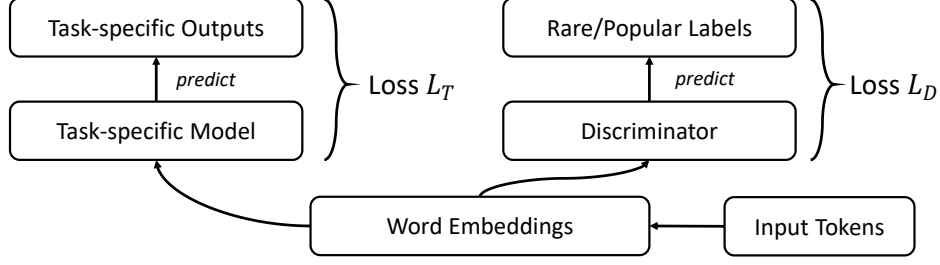 Task-specific Outputs
predict
Task-specific Model
Loss L_T
Rare/Popular Labels
predict
Discriminator
Loss L_D
Word Embeddings
Input Tokens